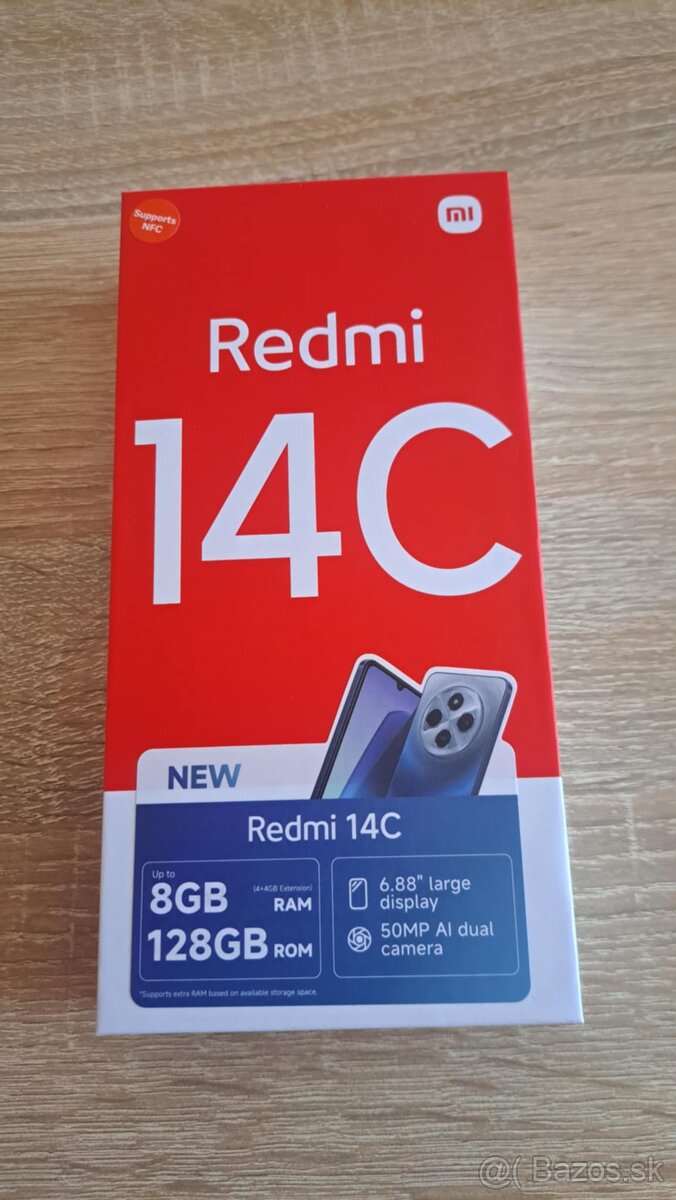 Supports
NFC
mi
Redmi
14C
NEW
Redmi 14C
Up to
8GB (4+4GB Extension) RAM
128GB ROM
6.88" large
display
50MP AI dual
camera
*Supports extra RAM based on available storage space.
@( Bazos.sk